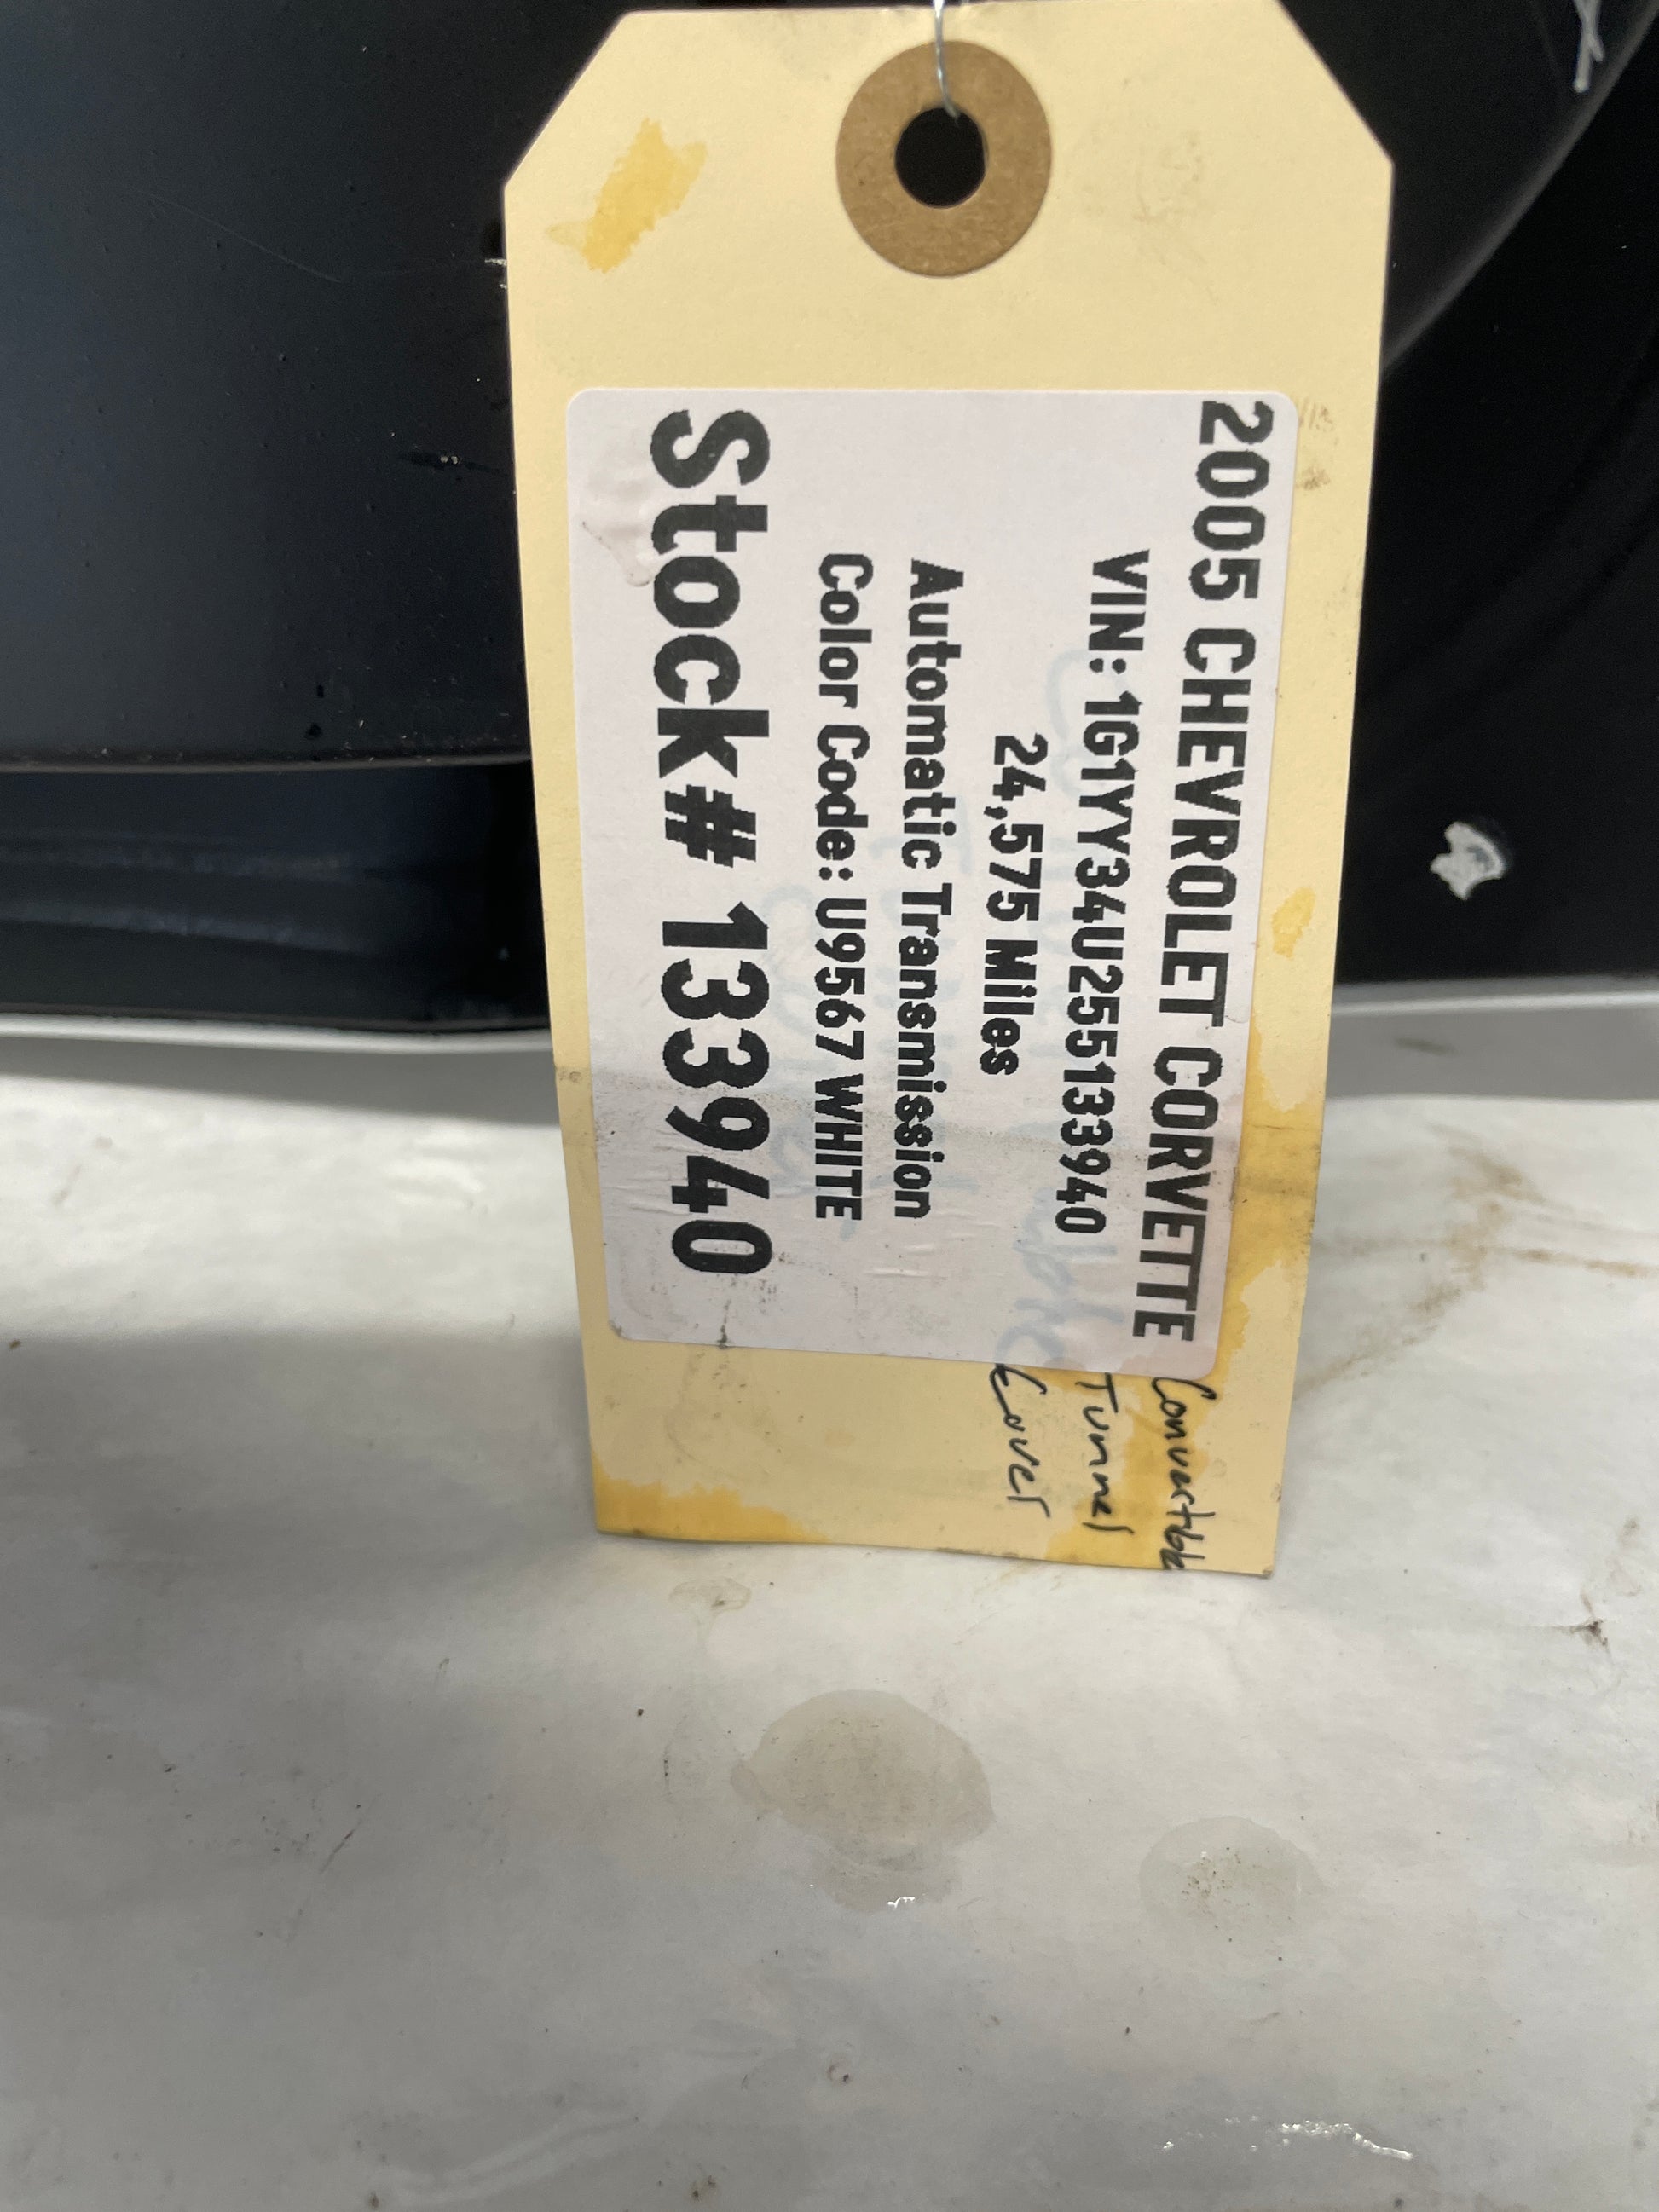 2005 CHEVROLET CORVETTE
VIN: 1G1YY34U255133940
24,575 Miles
Automatic Transmission
Color Code: U9567 WHITE
Stock# 133940
Convertible
Tunnel
Cover